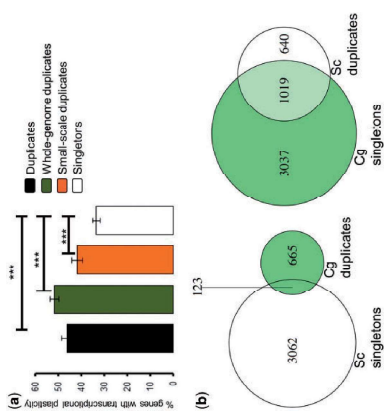 (a)
% genes with transcriptional plasticity
60
50
40
30
20
10
0
***
***
***
Duplicates
Whole-genome duplicates
Small-scale duplicates
Singletons
(b)
123
3062
665
Sc
singletons
Cg
duplicates
3037
1019
640
Cg
singletons
Sc
duplicates